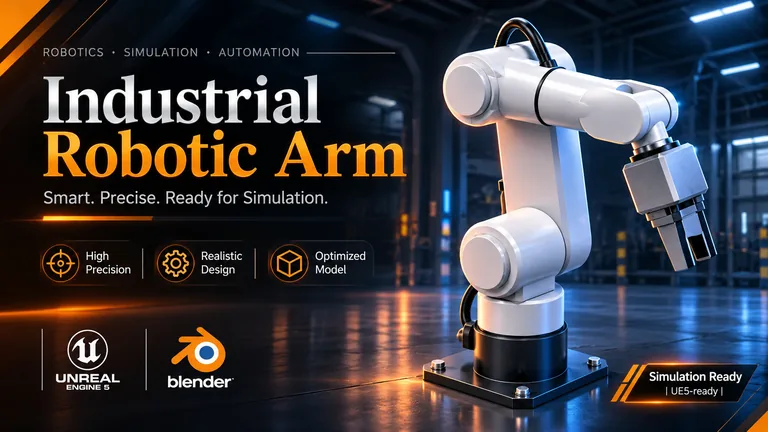 ROBOTICS • SIMULATION • AUTOMATION
Industrial
Robotic Arm
Smart. Precise. Ready for Simulation.
High
Precision
Realistic
Design
Optimized
Model
UNREAL
ENGINE 5
blender
Simulation Ready
| UE5-ready |